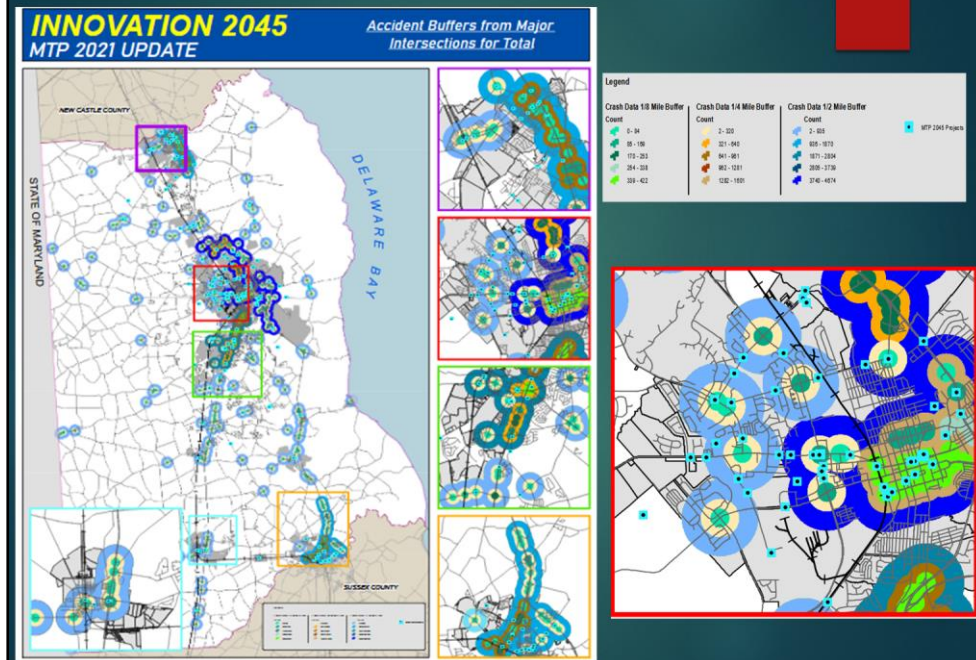 INNOVATION 2045
MTP 2021 UPDATE
Accident Buffers from Major
Intersections for Total
NEW CASTLE COUNTY
STATE OF MARYLAND
DELAWARE BAY
SUSSEX COUNTY
Legend
Crash Data 1/8 Mile Buffer
Count
0 - 84
85 - 169
170 - 253
254 - 338
339 - 422
Crash Data 1/4 Mile Buffer
Count
2 - 320
321 - 640
641 - 961
962 - 1281
1282 - 1601
Crash Data 1/2 Mile Buffer
Count
2 - 935
936 - 1870
1871 - 2804
2805 - 3739
3740 - 4674
MTP 2045 Projects